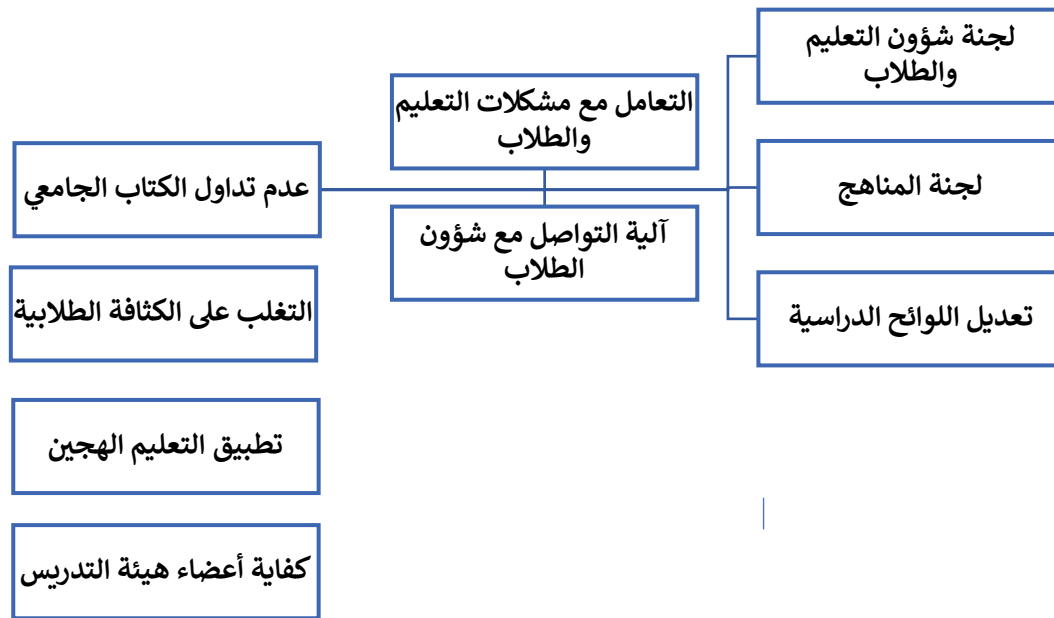 لجنة شؤون التعليم
والطلاب
لجنة المناهج
تعديل اللوائح الدراسية
التعامل مع مشكلات التعليم
والطلاب
آلية التواصل مع شؤون
الطلاب
عدم تداول الكتاب الجامعي
التغلب على الكثافة الطلابية
تطبيق التعليم الهجين
كفاية أعضاء هيئة التدريس